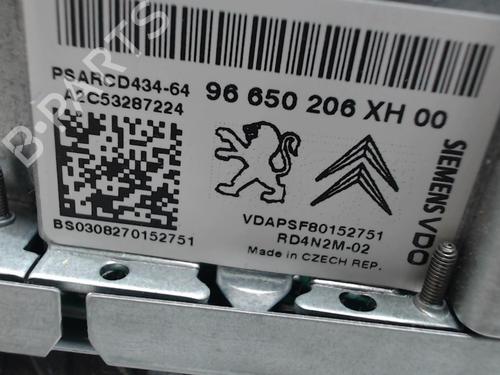 PSARCD434-64
A2C53287224
96 650 206 XH 00
BS0308270152751
VDAPSF80152751
RD4N2M-02
Made in CZECH REP.
SIEMENS VDO
B-PARTS